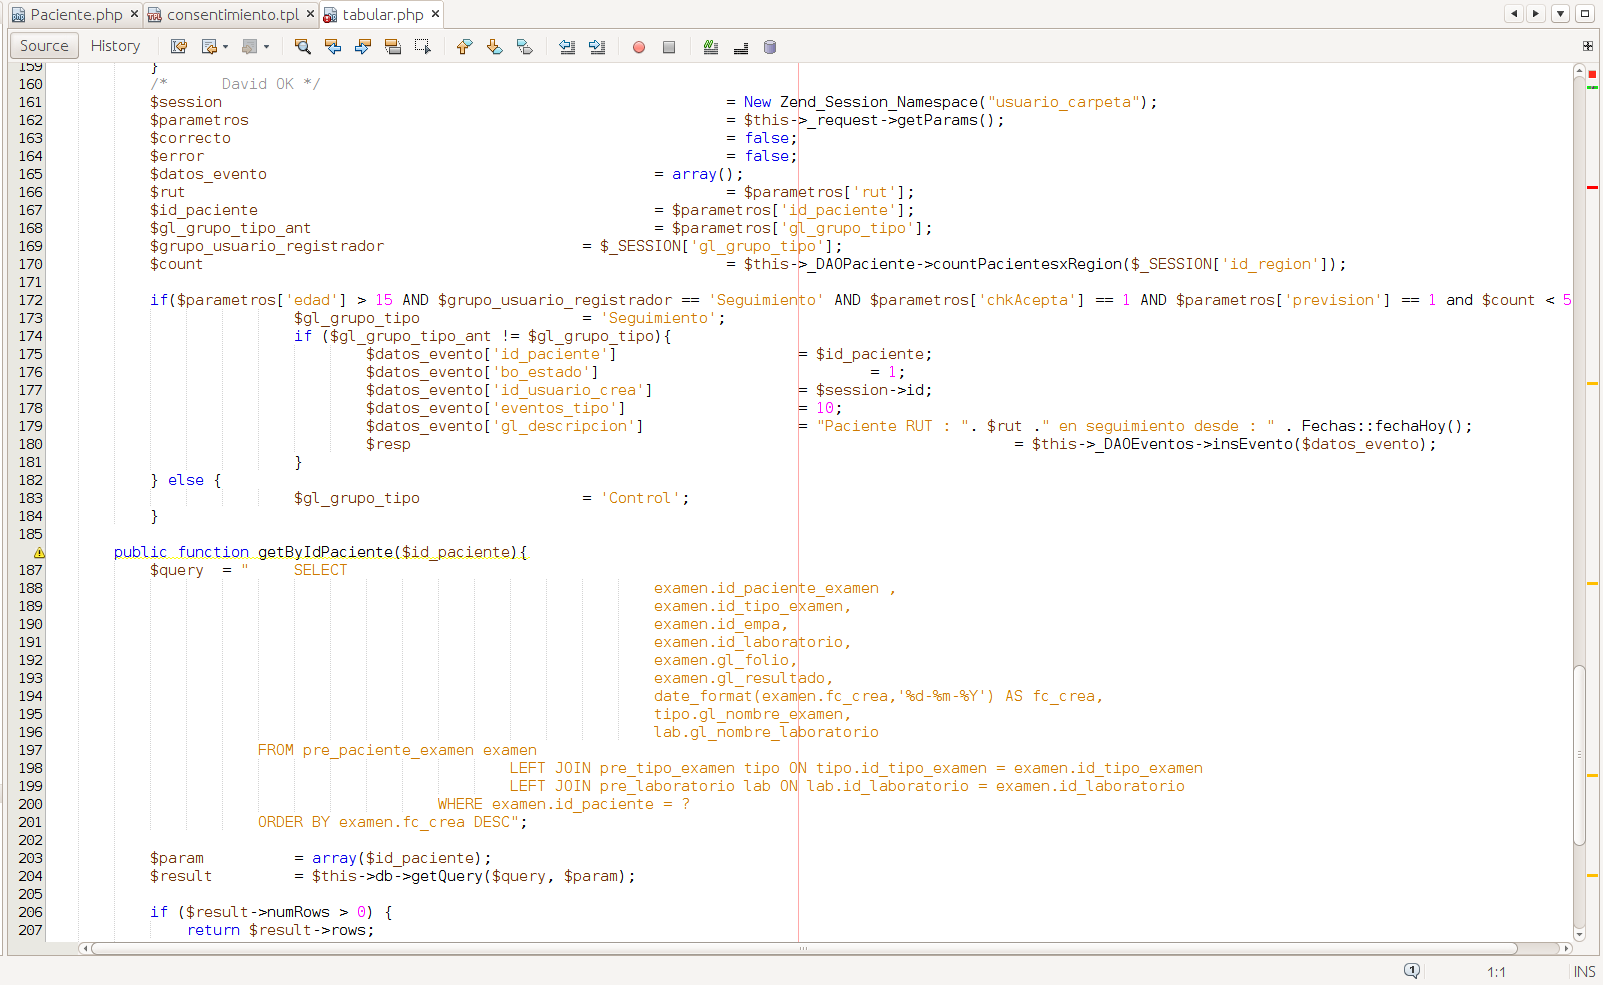 Paciente.php × consentimiento.tpl × tabular.php ×
Source History
159 }
160 /* David OK */
161 $session = New Zend_Session_Namespace("usuario_carpeta");
162 $parametros = $this->_request->getParams();
163 $correcto = false;
164 $error = false;
165 $datos_evento = array();
166 $rut = $parametros['rut'];
167 $id_paciente = $parametros['id_paciente'];
168 $gl_grupo_tipo_ant = $parametros['gl_grupo_tipo'];
169 $grupo_usuario_registrador = $_SESSION['gl_grupo_tipo'];
170 $count = $this->_DAOPaciente->countPacientesxRegion($_SESSION['id_region']);
171
172 if($parametros['edad'] > 15 AND $grupo_usuario_registrador == 'Seguimiento' AND $parametros['chkAcepta'] == 1 AND $parametros['prevision'] == 1 and $count < 5
173 $gl_grupo_tipo = 'Seguimiento';
174 if ($gl_grupo_tipo_ant != $gl_grupo_tipo){
175 $datos_evento['id_paciente'] = $id_paciente;
176 $datos_evento['bo_estado'] = 1;
177 $datos_evento['id_usuario_crea'] = $session->id;
178 $datos_evento['eventos_tipo'] = 10;
179 $datos_evento['gl_descripcion'] = "Paciente RUT : ". $rut ." en seguimiento desde : " . Fechas::fechaHoy();
180 $resp = $this->_DAOEventos->insEvento($datos_evento);
181 }
182 } else {
183 $gl_grupo_tipo = 'Control';
184 }
185
public function getByIdPaciente($id_paciente){
187 $query = " SELECT
188 examen.id_paciente_examen ,
189 examen.id_tipo_examen,
190 examen.id_empa,
191 examen.id_laboratorio,
192 examen.gl_folio,
193 examen.gl_resultado,
194 date_format(examen.fc_crea,'%d-%m-%Y') AS fc_crea,
195 tipo.gl_nombre_examen,
196 lab.gl_nombre_laboratorio
197 FROM pre_paciente_examen examen
198 LEFT JOIN pre_tipo_examen tipo ON tipo.id_tipo_examen = examen.id_tipo_examen
199 LEFT JOIN pre_laboratorio lab ON lab.id_laboratorio = examen.id_laboratorio
200 WHERE examen.id_paciente = ?
201 ORDER BY examen.fc_crea DESC";
202
203 $param = array($id_paciente);
204 $result = $this->db->getQuery($query, $param);
205
206 if ($result->numRows > 0) {
207 return $result->rows;
1 1:1 INS